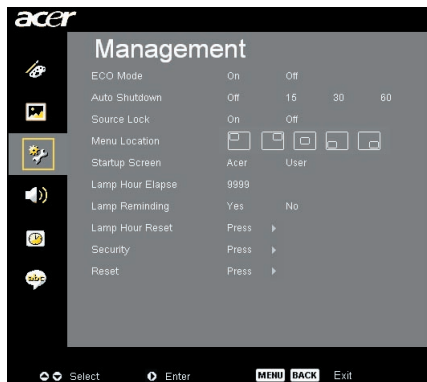 acer
Management
ECO Mode On Off
Auto Shutdown Off 15 30 60
Source Lock On Off
Menu Location
Startup Screen Acer User
Lamp Hour Elapse 9999
Lamp Reminding Yes No
Lamp Hour Reset Press
Security Press
abc
Reset Press
Select Enter MENU BACK Exit